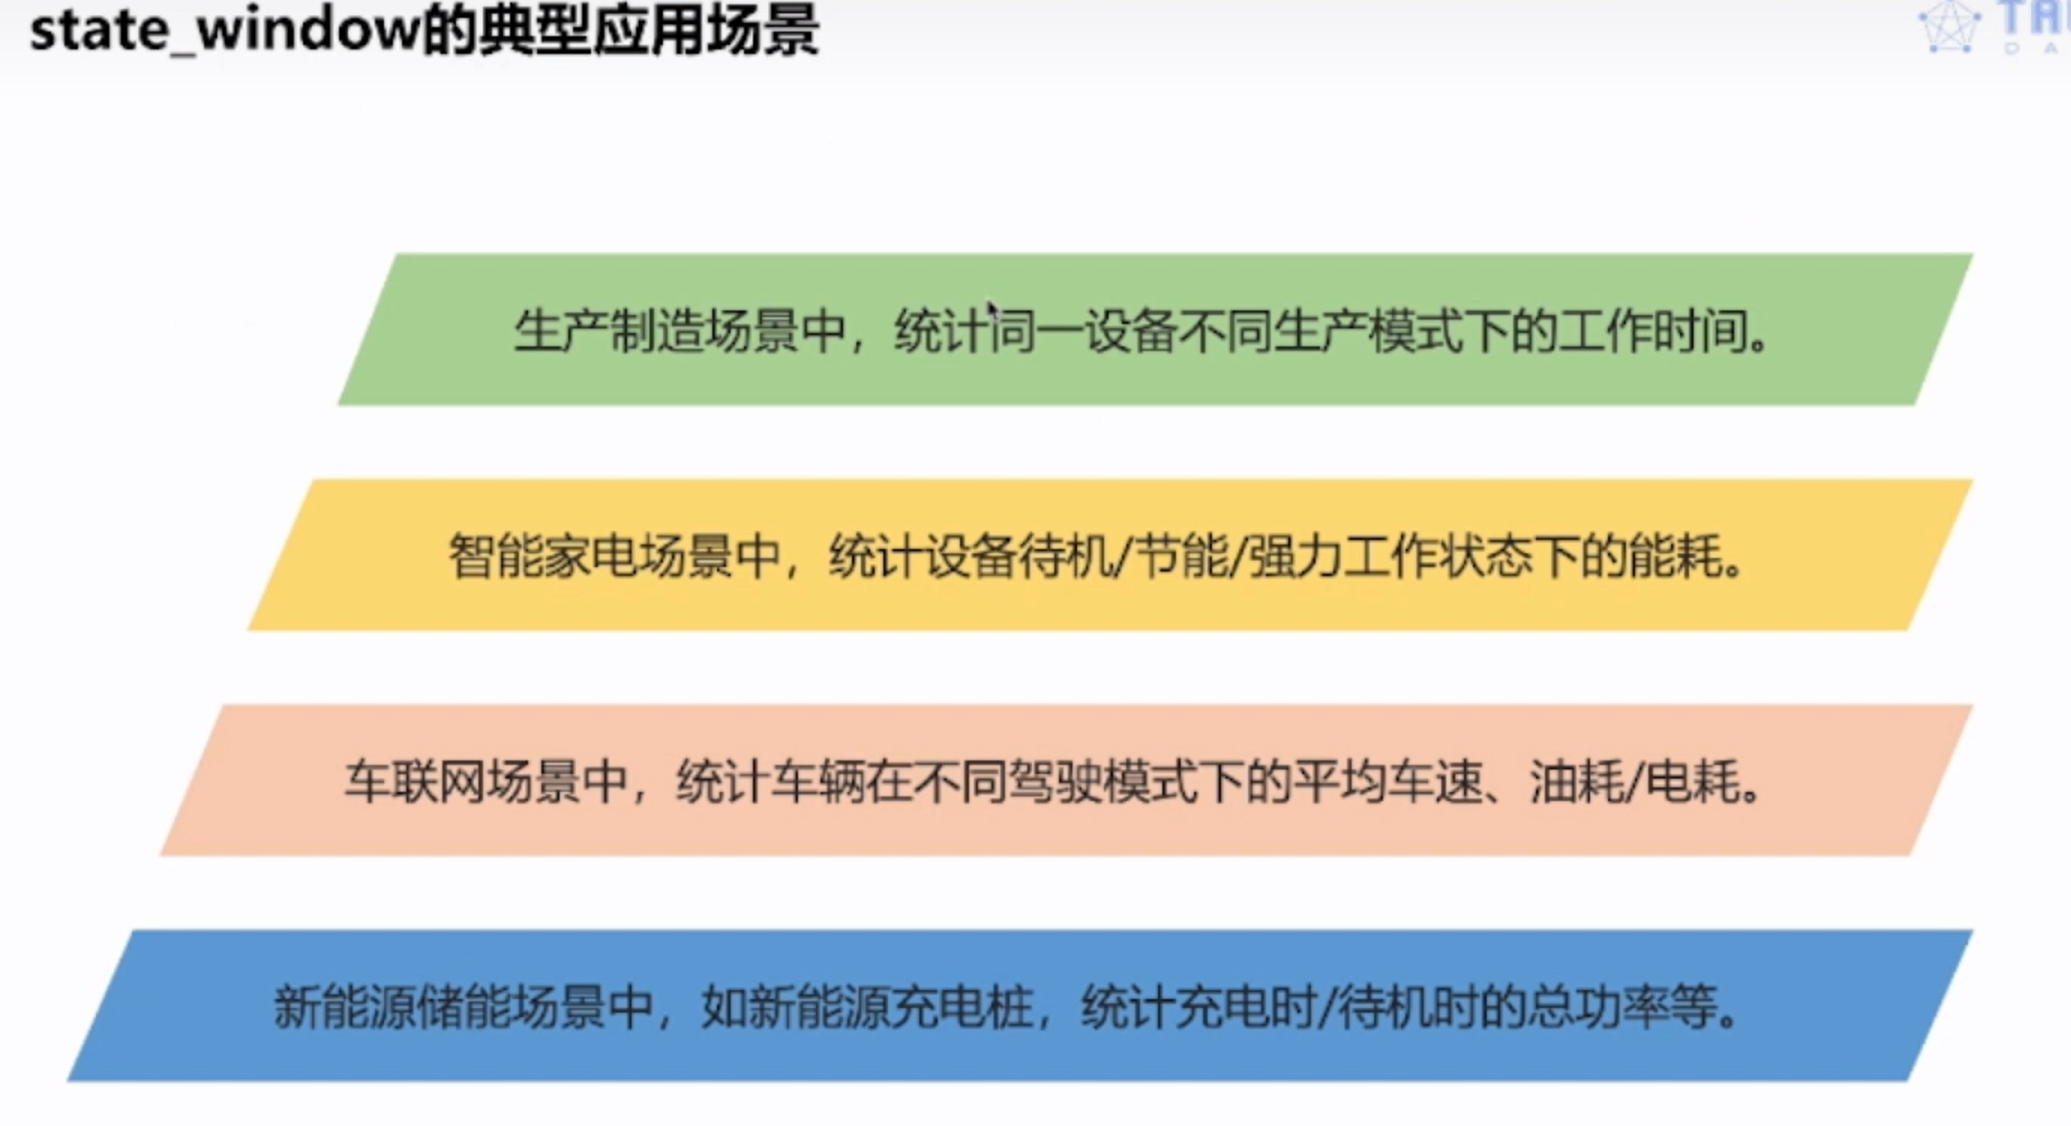 state_window的典型应用场景
生产制造场景中，统计同一设备不同生产模式下的工作时间。
智能家电场景中，统计设备待机/节能/强力工作状态下的能耗。
车联网场景中，统计车辆在不同驾驶模式下的平均车速、油耗/电耗。
新能源储能场景中，如新能源充电桩，统计充电时/待机时的总功率等。